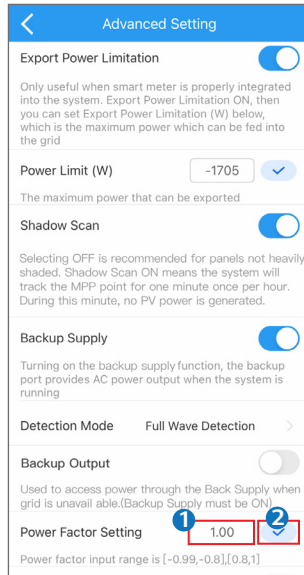 Advanced Setting
Export Power Limitation
Only useful when smart meter is properly integrated
into the system. Export Power Limitation ON, then
you can set Export Power Limitation (W) below,
which is the maximum power which can be fed into
the grid
Power Limit (W) -1705
The maximum power that can be exported
Shadow Scan
Selecting OFF is recommended for panels not heavily
shaded. Shadow Scan ON means the system will
track the MPP point for one minute once per hour.
During this minute, no PV power is generated.
Backup Supply
Turning on the backup supply function, the backup
port provides AC power output when the system is
running
Detection Mode Full Wave Detection
Backup Output
Used to access power through the Back Supply when
grid is unavail able.(Backup Supply must be ON)
1 2
Power Factor Setting 1.00
Power factor input range is [-0.99,-0.8],[0.8,1]